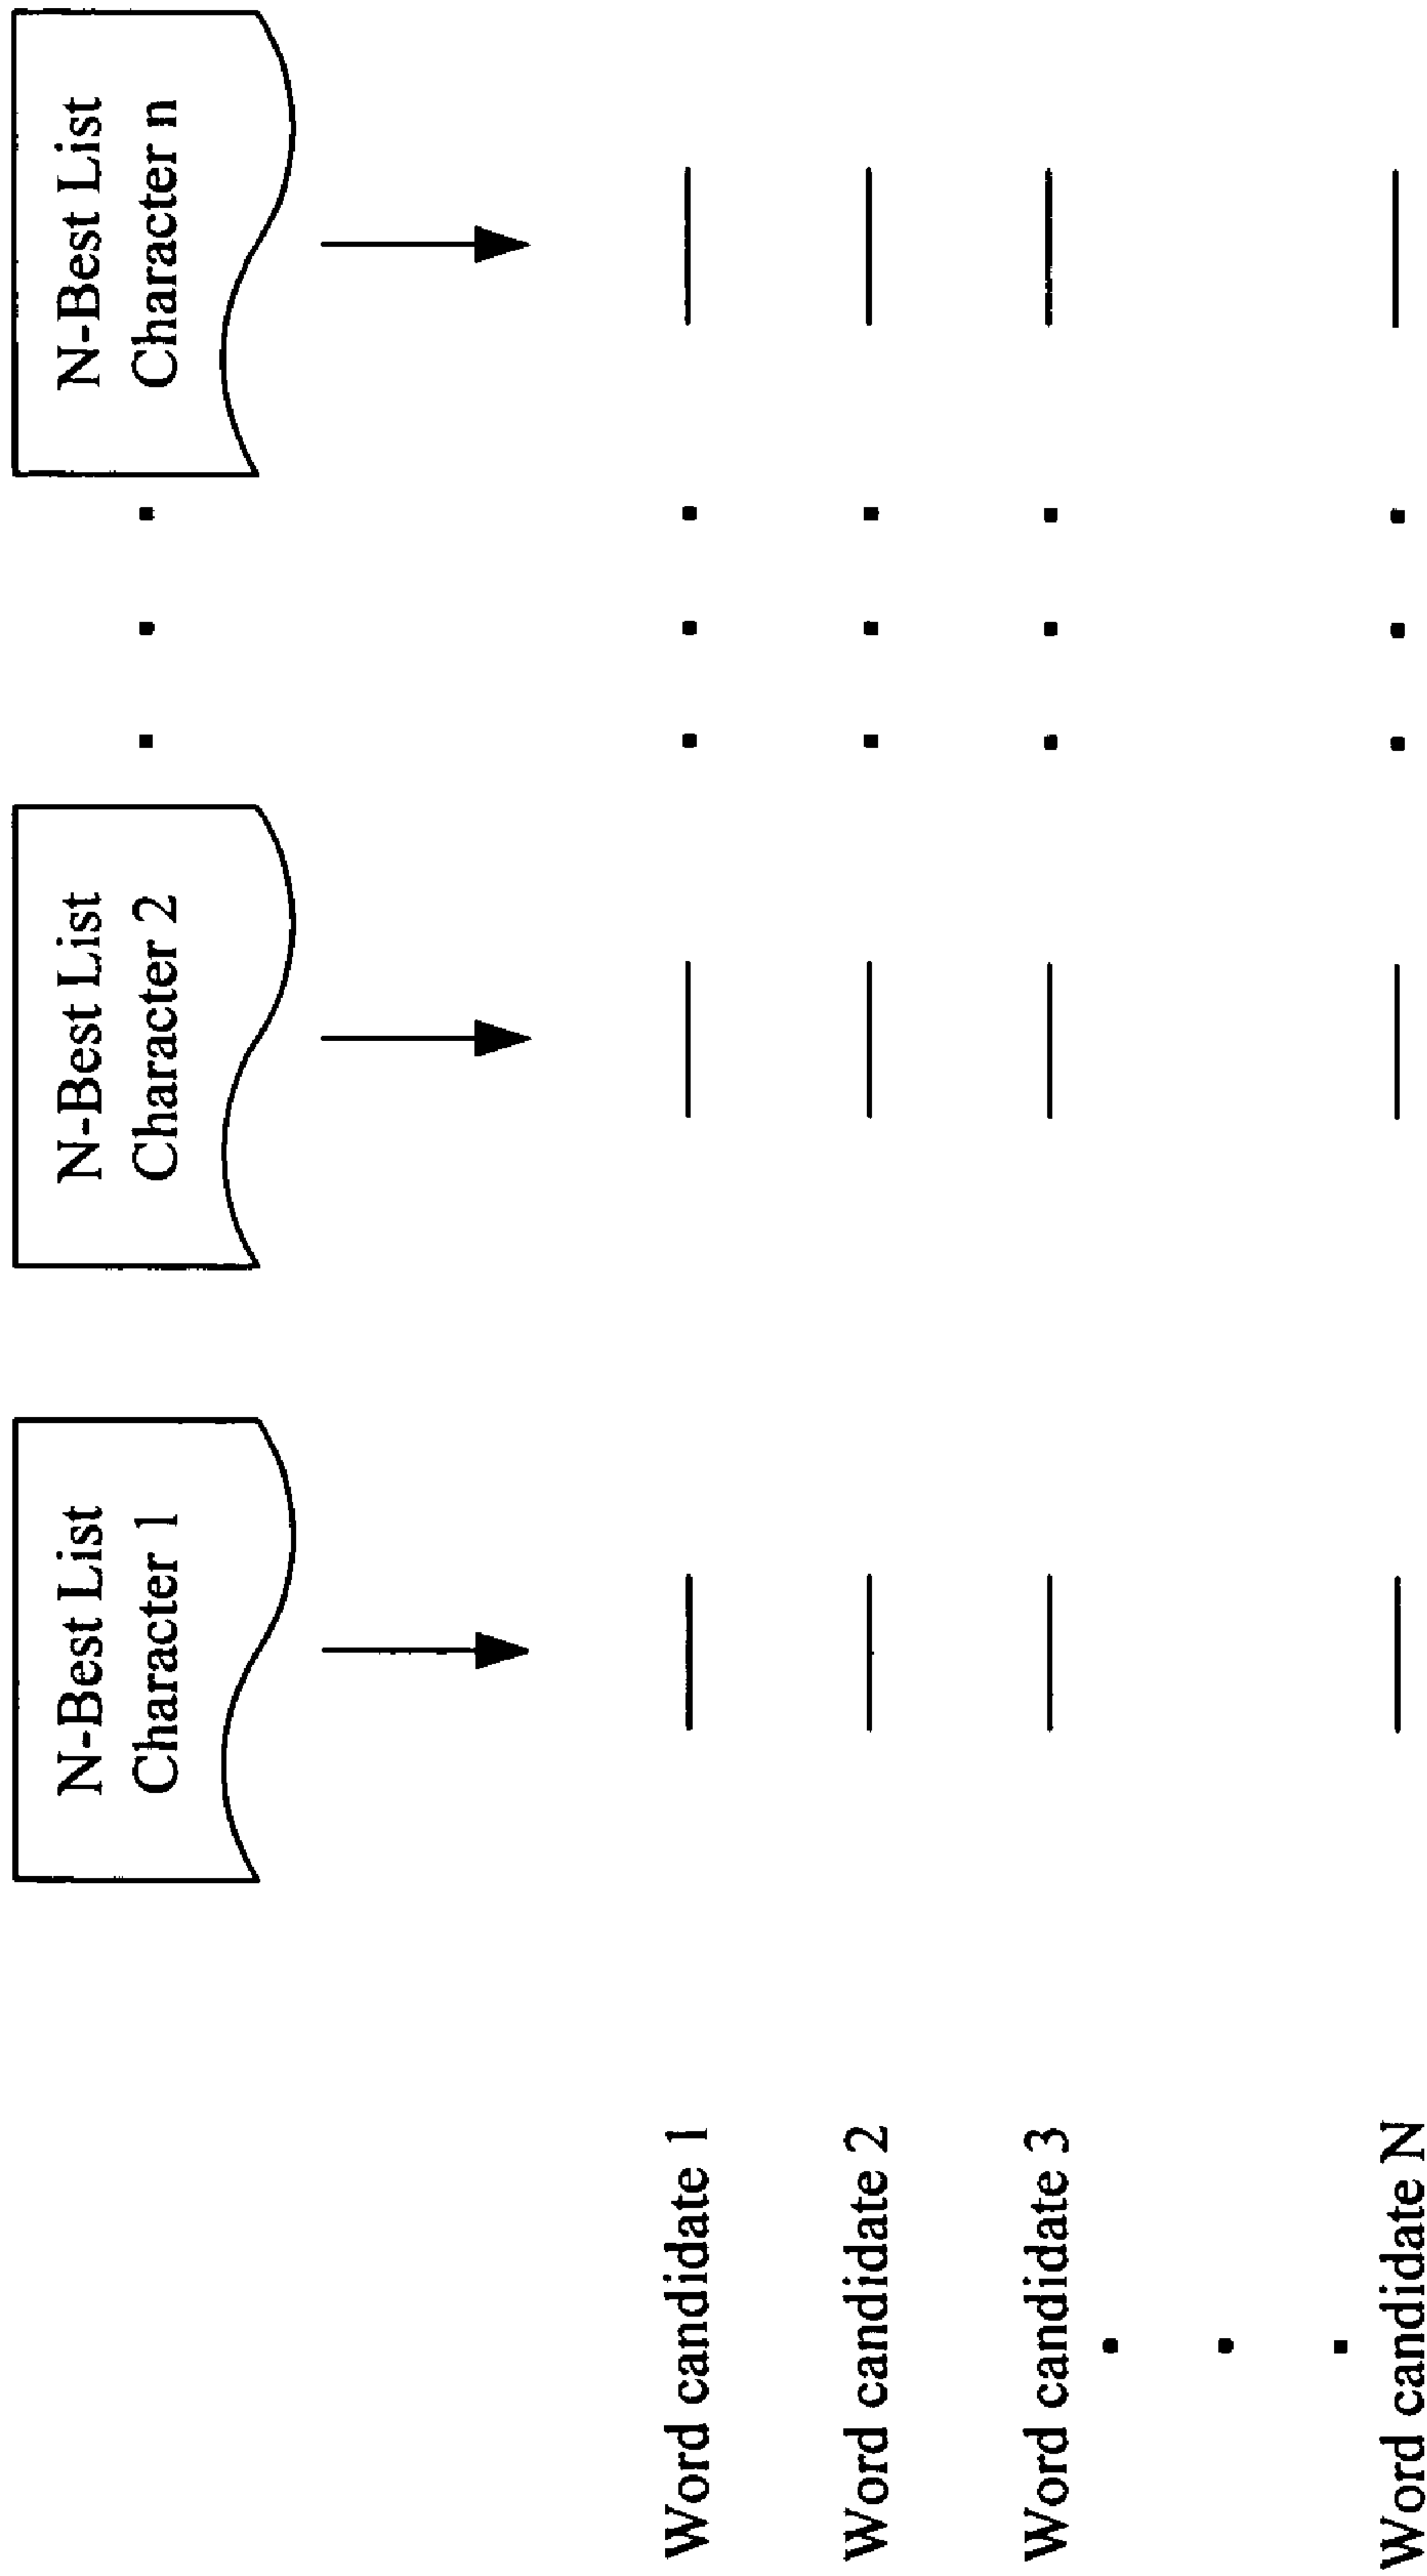 N-Best List
Character 1
N-Best List
Character 2
. . .
N-Best List
Character n
Word candidate 1
. . .
Word candidate 2
. . .
Word candidate 3
. . .
.
.
.
Word candidate N
. . .